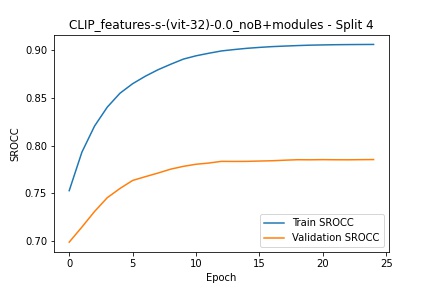 CLIP_features-s-(vit-32)-0.0_noB+modules - Split 4
0.90
0.85
0.80
0.75
0.70
SROCC
Train SROCC
Validation SROCC
0 5 10 15 20 25
Epoch